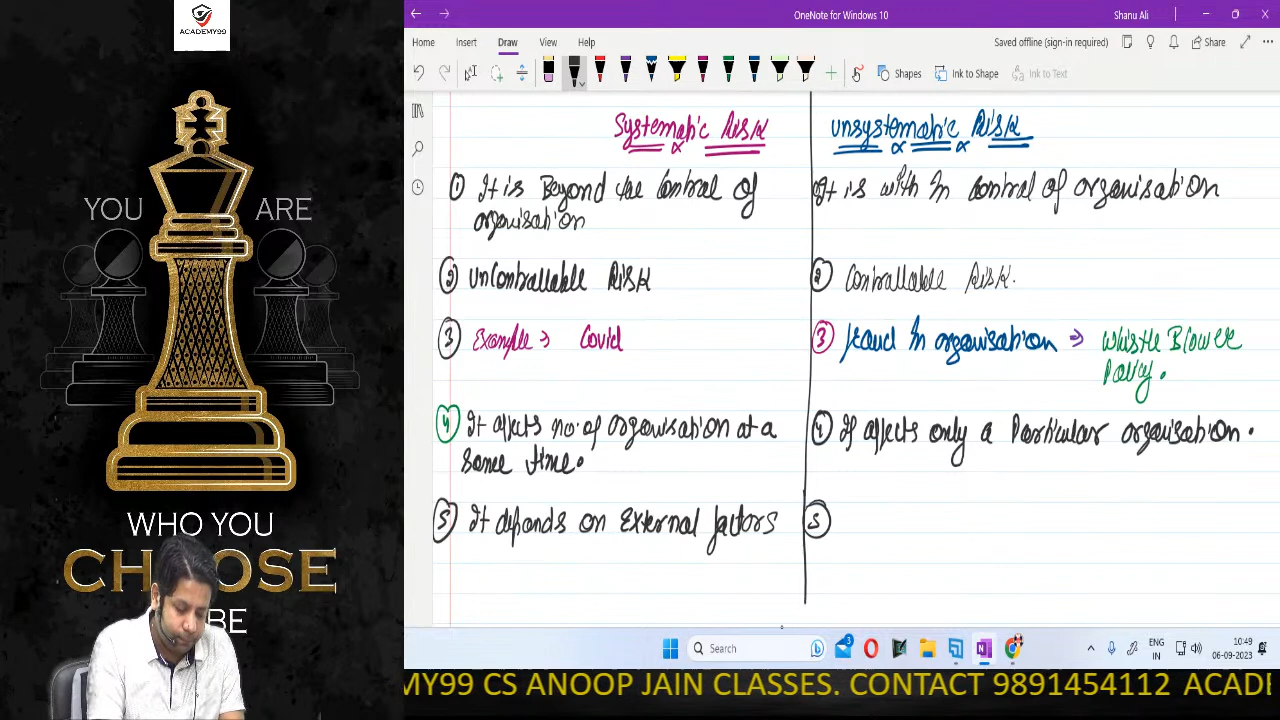 ACADEMY99
YOU ARE
WHO YOU
CHOOSE
BE
OneNote for Windows 10
Shanu Ali
Home Insert Draw View Help
Saved offline (sign-in required)
Share
Shapes
Ink to Shape
Ink to Text
Systematic Risk
① It is Beyond the Control of
organisation
② unControllable Risk
③ Example → Covid
④ It affects no. of organisation at a
same time.
⑤ It depends on External factors
unsystematic Risk
It is with In control of organisation
② Controllable Risk.
③ fraud In organisation ⇒ Whistle Blower
Policy.
④ It affects only a Particular organisation.
⑤
Search
3
ENG
IN
10:49
06-09-2023
MY99 CS ANOOP JAIN CLASSES. CONTACT 9891454112 ACADE